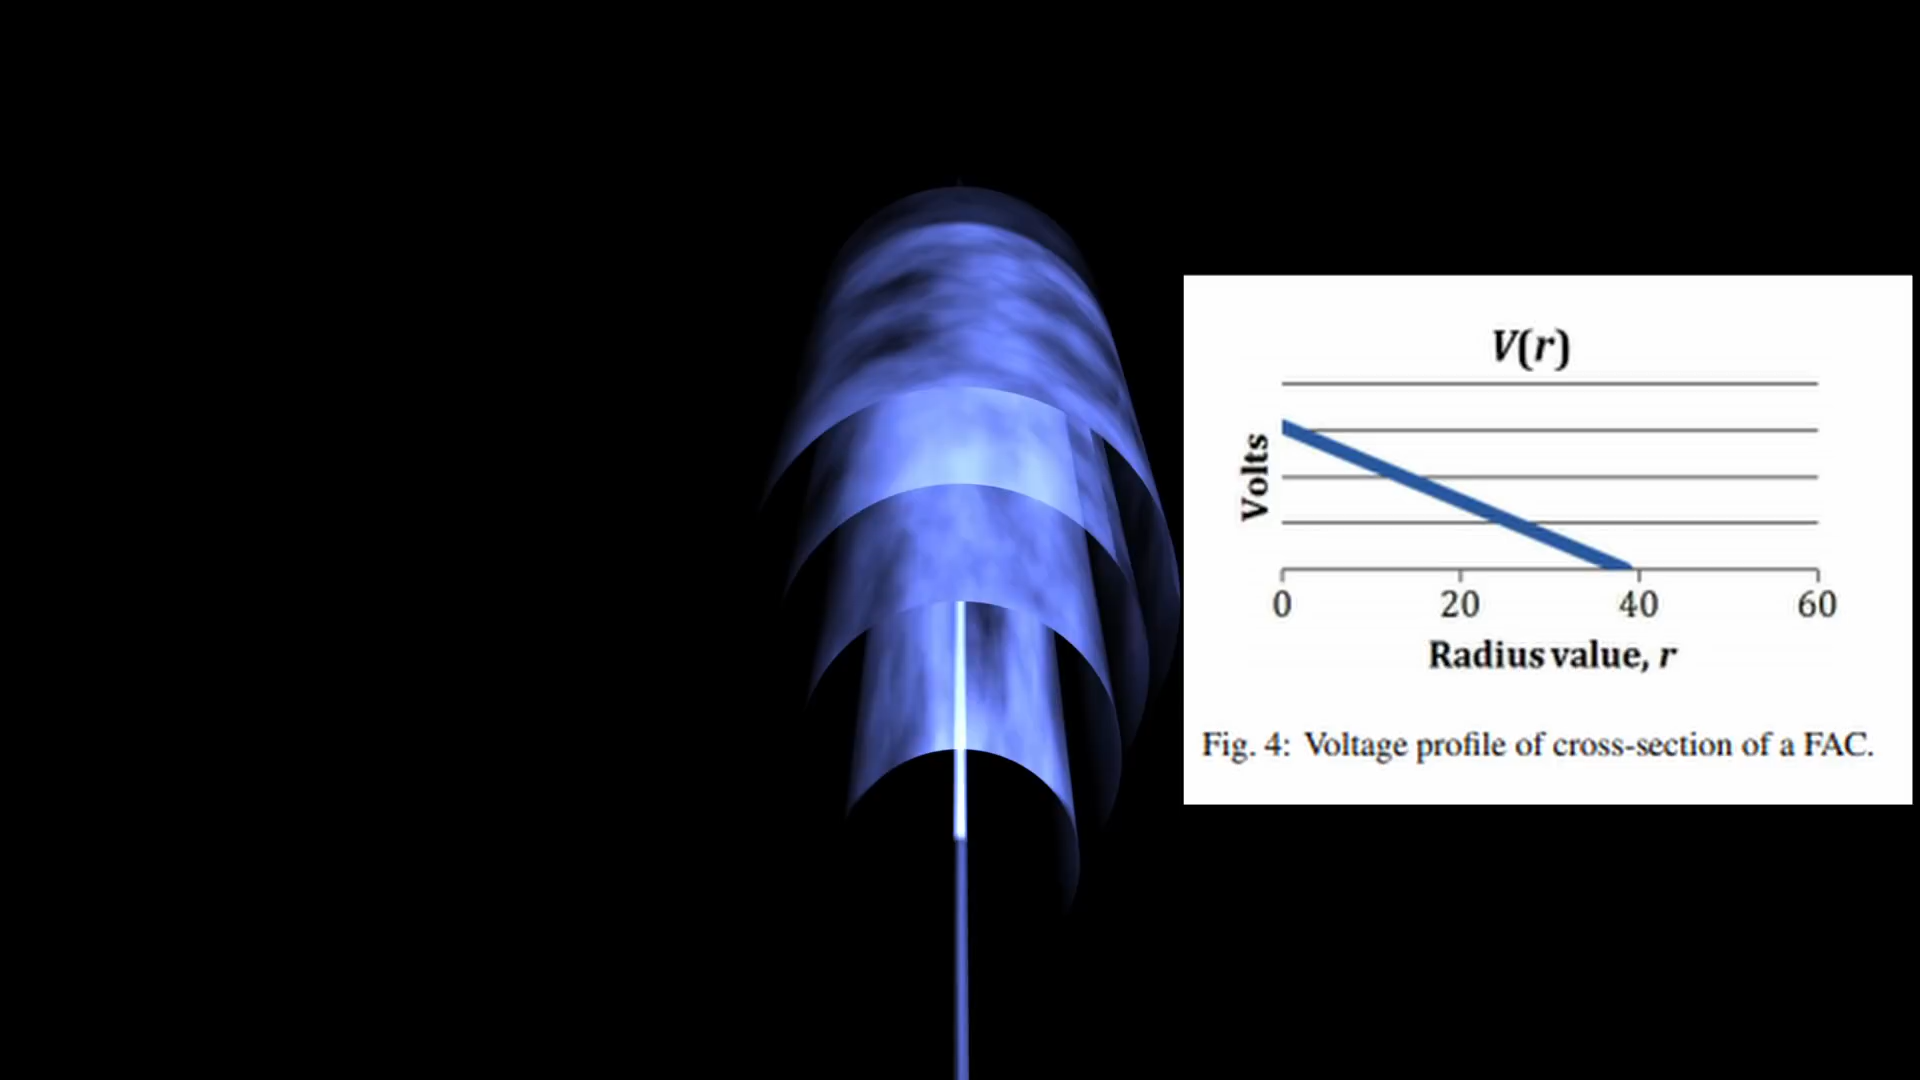 V(r)
Volts
0 20 40 60
Radius value, r
Fig. 4: Voltage profile of cross-section of a FAC.